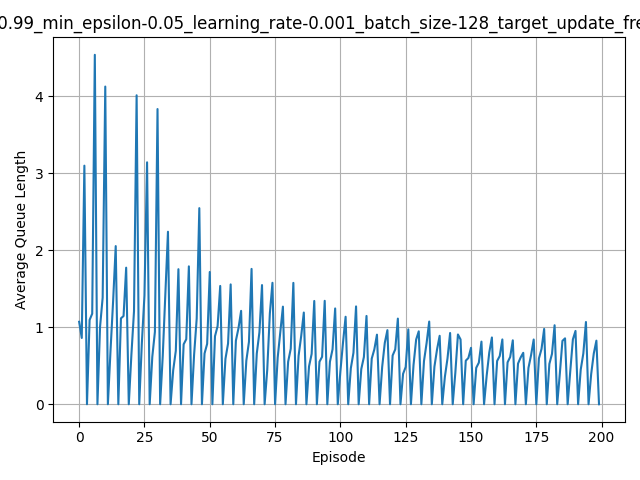 0.99_min_epsilon-0.05_learning_rate-0.001_batch_size-128_target_update_fre
4
3
2
1
0
Average Queue Length
0 25 50 75 100 125 150 175 200
Episode